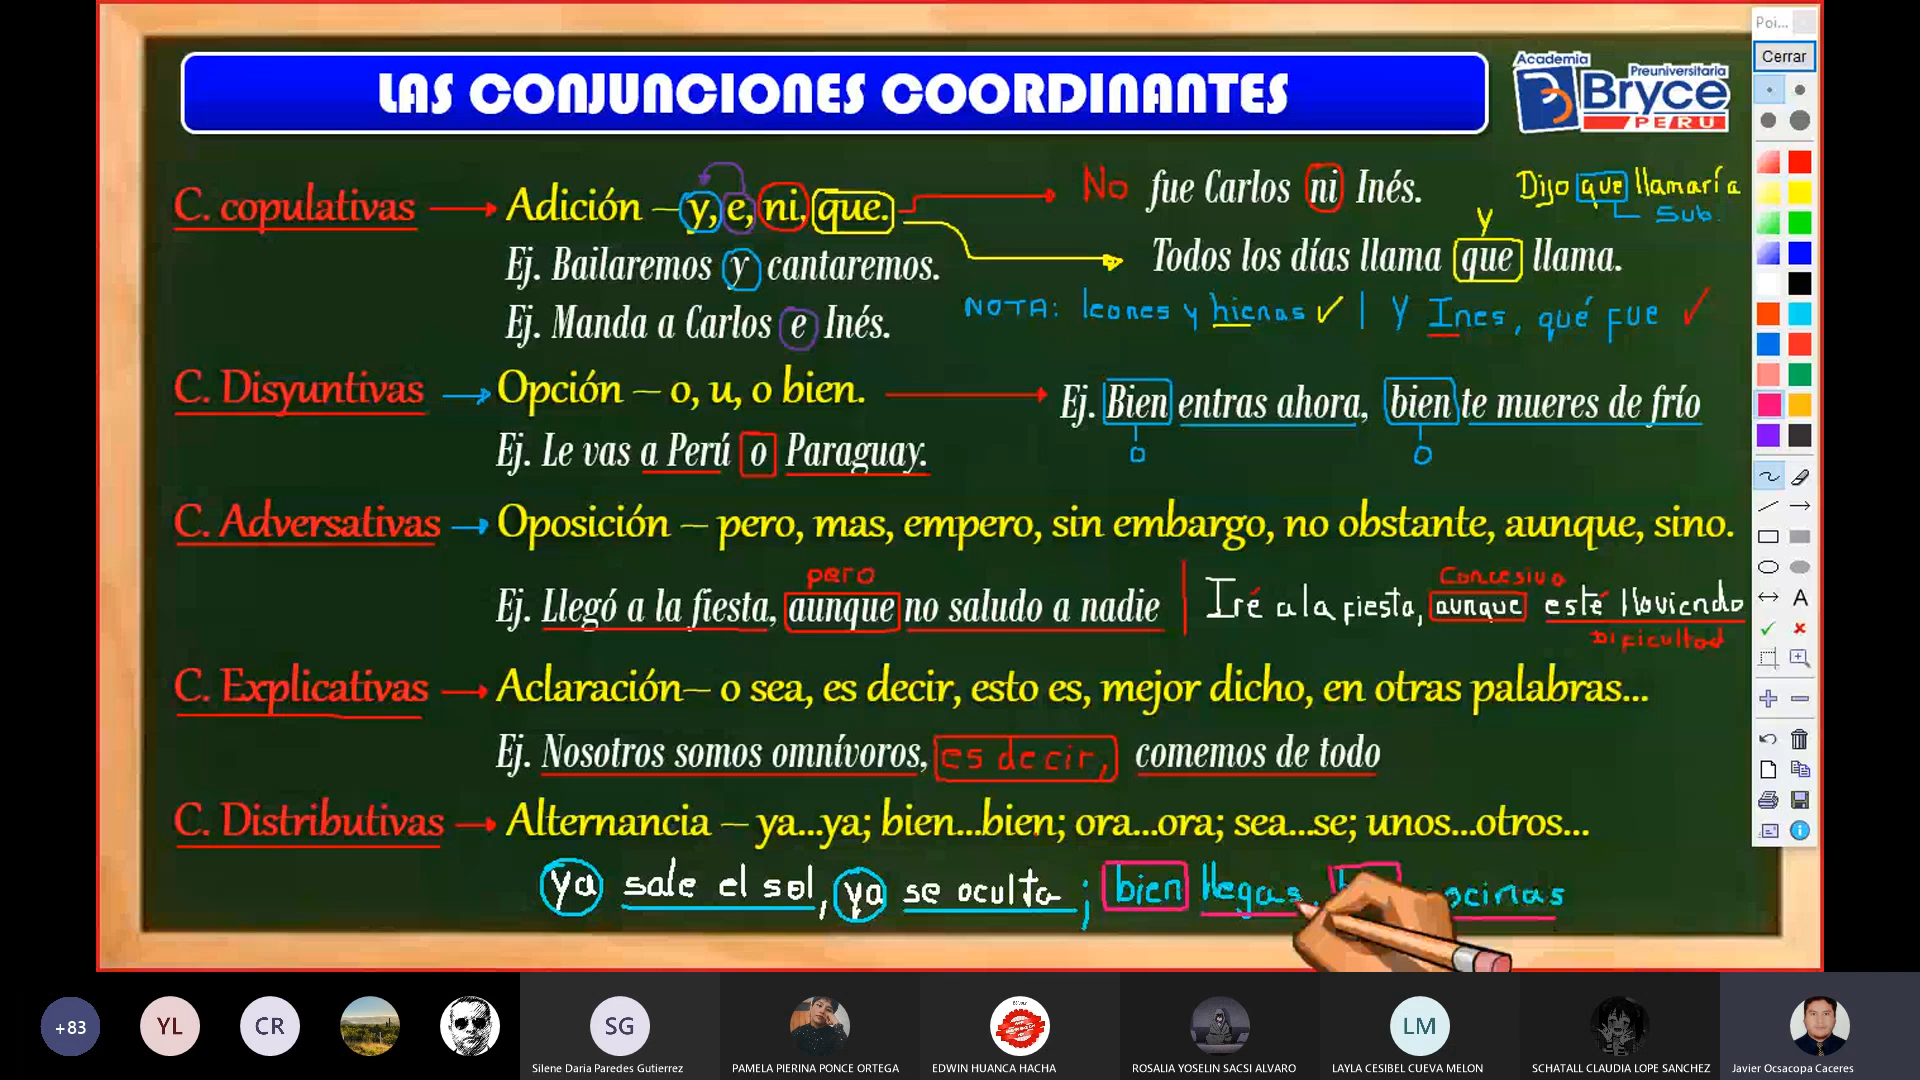 LAS CONJUNCIONES COORDINANTES
Academia
Preuniversitaria
Bryce
PERU
Poi...
Cerrar
C. copulativas
Adición – y, e, ni, que.
No fue Carlos ni Inés.
Dijo que llamaría
Sub.
y
Ej. Bailaremos y cantaremos.
Todos los días llama que llama.
Ej. Manda a Carlos e Inés.
NOTA: leones y hienas ✓ | Y Ines, qué fue ✓
C. Disyuntivas
Opción – o, u, o bien.
Ej. Bien entras ahora, bien te mueres de frío
o o
Ej. Le vas a Perú o Paraguay.
C. Adversativas
Oposición – pero, mas, empero, sin embargo, no obstante, aunque, sino.
pero
Concesivo
Ej. Llegó a la fiesta, aunque no saludo a nadie
Iré a la fiesta, aunque esté lloviendo
Dificultad
C. Explicativas
Aclaración– o sea, es decir, esto es, mejor dicho, en otras palabras...
Ej. Nosotros somos omnívoros, es decir, comemos de todo
C. Distributivas
Alternancia – ya...ya; bien...bien; ora...ora; sea...se; unos...otros...
ya sale el sol, ya se oculta; bien llegas,
A
+83
YL
CR
SG
LM
Silene Daria Paredes Gutierrez
PAMELA PIERINA PONCE ORTEGA
EDWIN HUANCA HACHA
ROSALIA YOSELIN SACSI ALVARO
LAYLA CESIBEL CUEVA MELON
SCHATALL CLAUDIA LOPE SANCHEZ
Javier Ocsacopa Caceres